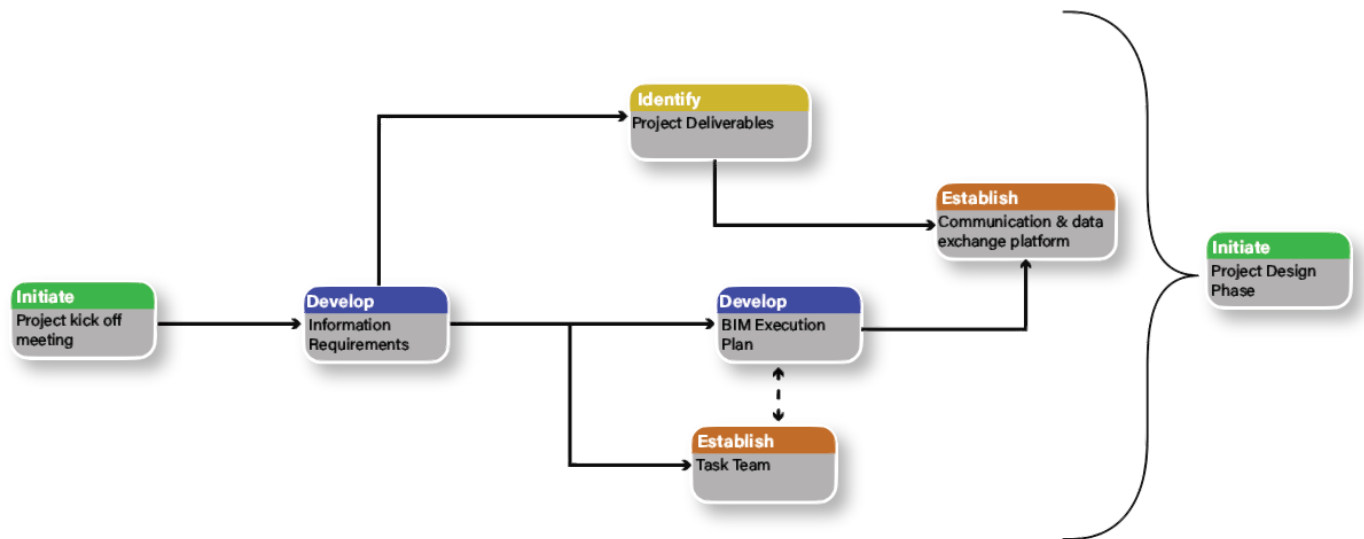 Identify
Project Deliverables
Establish
Communication & data
exchange platform
Initiate
Project Design
Phase
Initiate
Project kick off
meeting
Develop
Information
Requirements
Develop
BIM Execution
Plan
Establish
Task Team